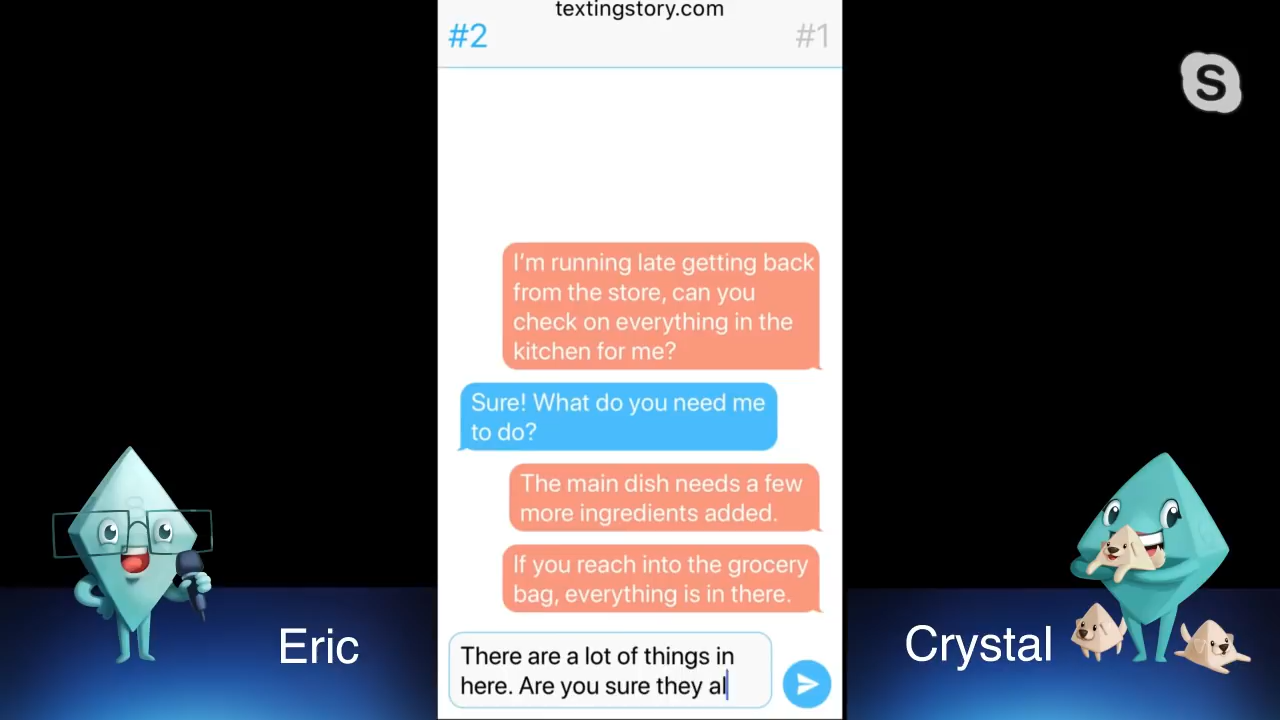 textingstory.com
#2
#1
S
I'm running late getting back
from the store, can you
check on everything in the
kitchen for me?
Sure! What do you need me
to do?
The main dish needs a few
more ingredients added.
If you reach into the grocery
bag, everything is in there.
There are a lot of things in
here. Are you sure they al
Eric
Crystal